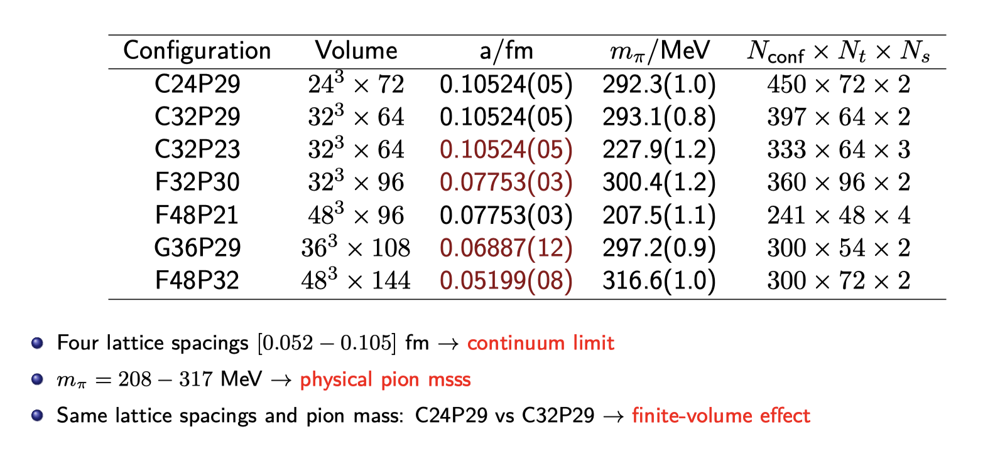 Configuration Volume a/fm $m_\pi$/MeV $N_{\text{conf}} \times N_t \times N_s$
C24P29 $24^3 \times 72$ 0.10524(05) 292.3(1.0) $450 \times 72 \times 2$
C32P29 $32^3 \times 64$ 0.10524(05) 293.1(0.8) $397 \times 64 \times 2$
C32P23 $32^3 \times 64$ 0.10524(05) 227.9(1.2) $333 \times 64 \times 3$
F32P30 $32^3 \times 96$ 0.07753(03) 300.4(1.2) $360 \times 96 \times 2$
F48P21 $48^3 \times 96$ 0.07753(03) 207.5(1.1) $241 \times 48 \times 4$
G36P29 $36^3 \times 108$ 0.06887(12) 297.2(0.9) $300 \times 54 \times 2$
F48P32 $48^3 \times 144$ 0.05199(08) 316.6(1.0) $300 \times 72 \times 2$
Four lattice spacings $[0.052 - 0.105]$ fm → continuum limit
$m_\pi = 208 - 317$ MeV → physical pion msss
Same lattice spacings and pion mass: C24P29 vs C32P29 → finite-volume effect